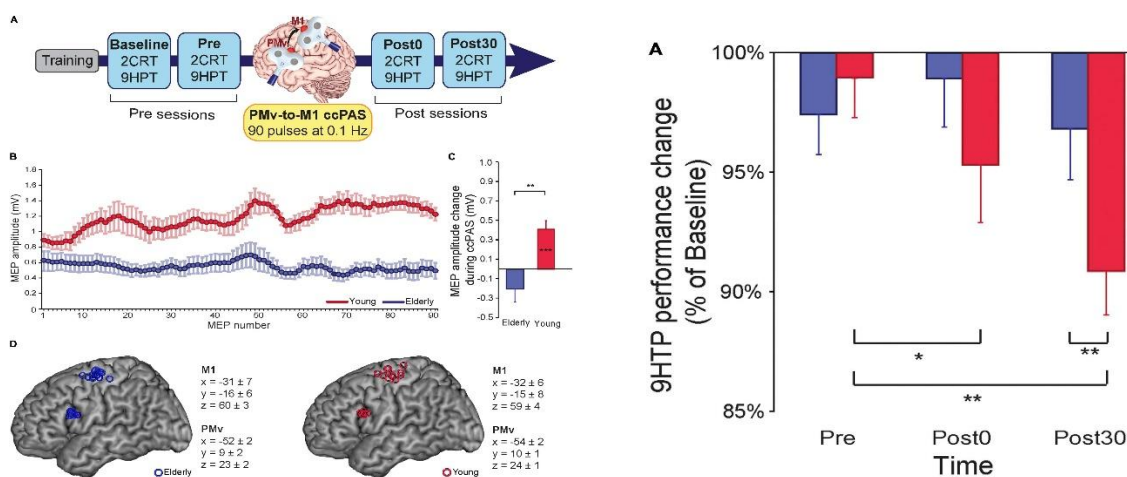 A
Training
Baseline
2CRT
9HPT
Pre
2CRT
9HPT
PMv
M1
Post0
2CRT
9HPT
Post30
2CRT
9HPT
Pre sessions
PMv-to-M1 ccPAS
90 pulses at 0.1 Hz
Post sessions
B
MEP amplitude (mV)
1.8
1.6
1.4
1.2
1
0.8
0.6
0.4
0.2
0
1 10 20 30 40 50 60 70 80 90
MEP number
Young Elderly
C
MEP amplitude change
during ccPAS (mV)
1.0
0.9
0.7
0.5
0.3
0.1
-0.1
-0.3
-0.5
**
***
Elderly Young
D
M1
x = -31 ± 7
y = -16 ± 6
z = 60 ± 3
PMv
x = -52 ± 2
y = 9 ± 2
z = 23 ± 2
Elderly
M1
x = -32 ± 6
y = -15 ± 8
z = 59 ± 4
PMv
x = -54 ± 2
y = 10 ± 1
z = 24 ± 1
Young
A
9HTP performance change
(% of Baseline)
100%
95%
90%
85%
*
**
**
Pre Post0 Post30
Time